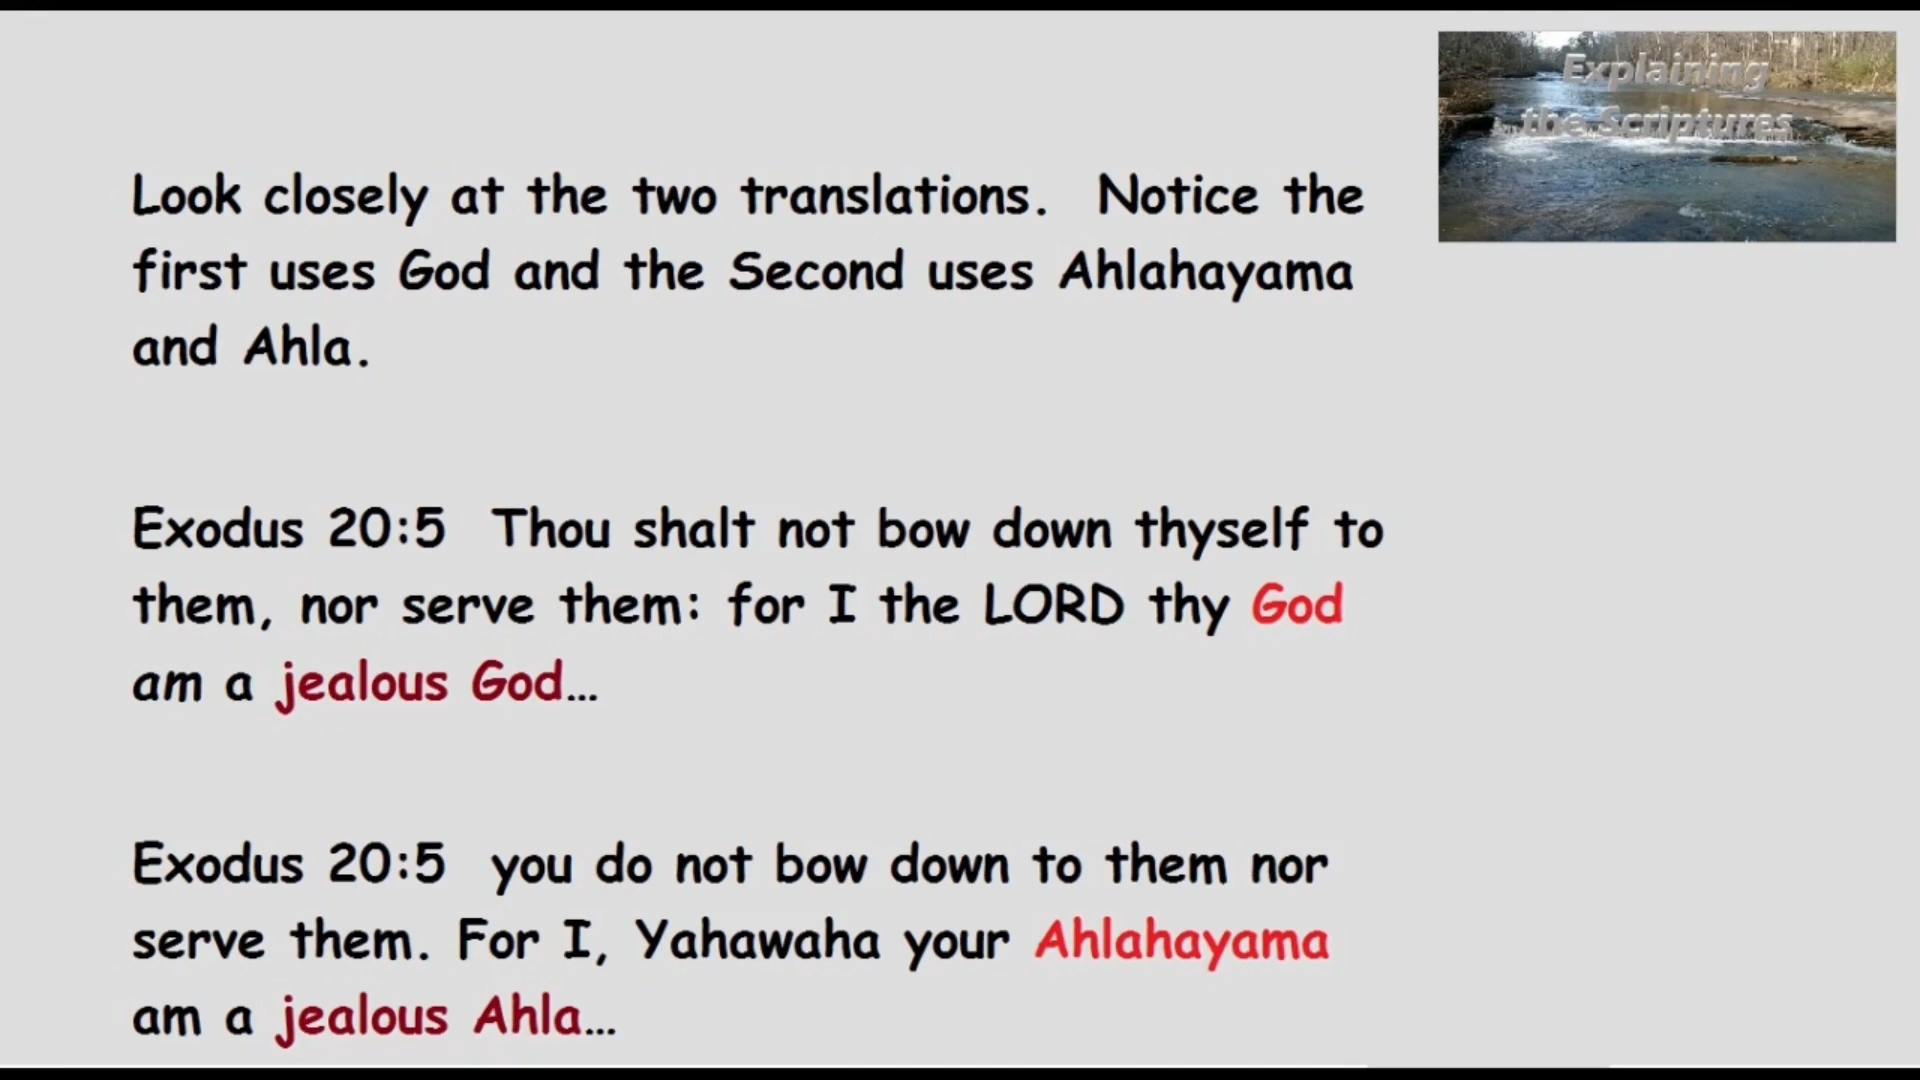 Explaining
the Scriptures
Look closely at the two translations.  Notice the
first uses God and the Second uses Ahlahayama
and Ahla.
Exodus 20:5  Thou shalt not bow down thyself to
them, nor serve them: for I the LORD thy God
am a jealous God...
Exodus 20:5  you do not bow down to them nor
serve them. For I, Yahawaha your Ahlahayama
am a jealous Ahla...